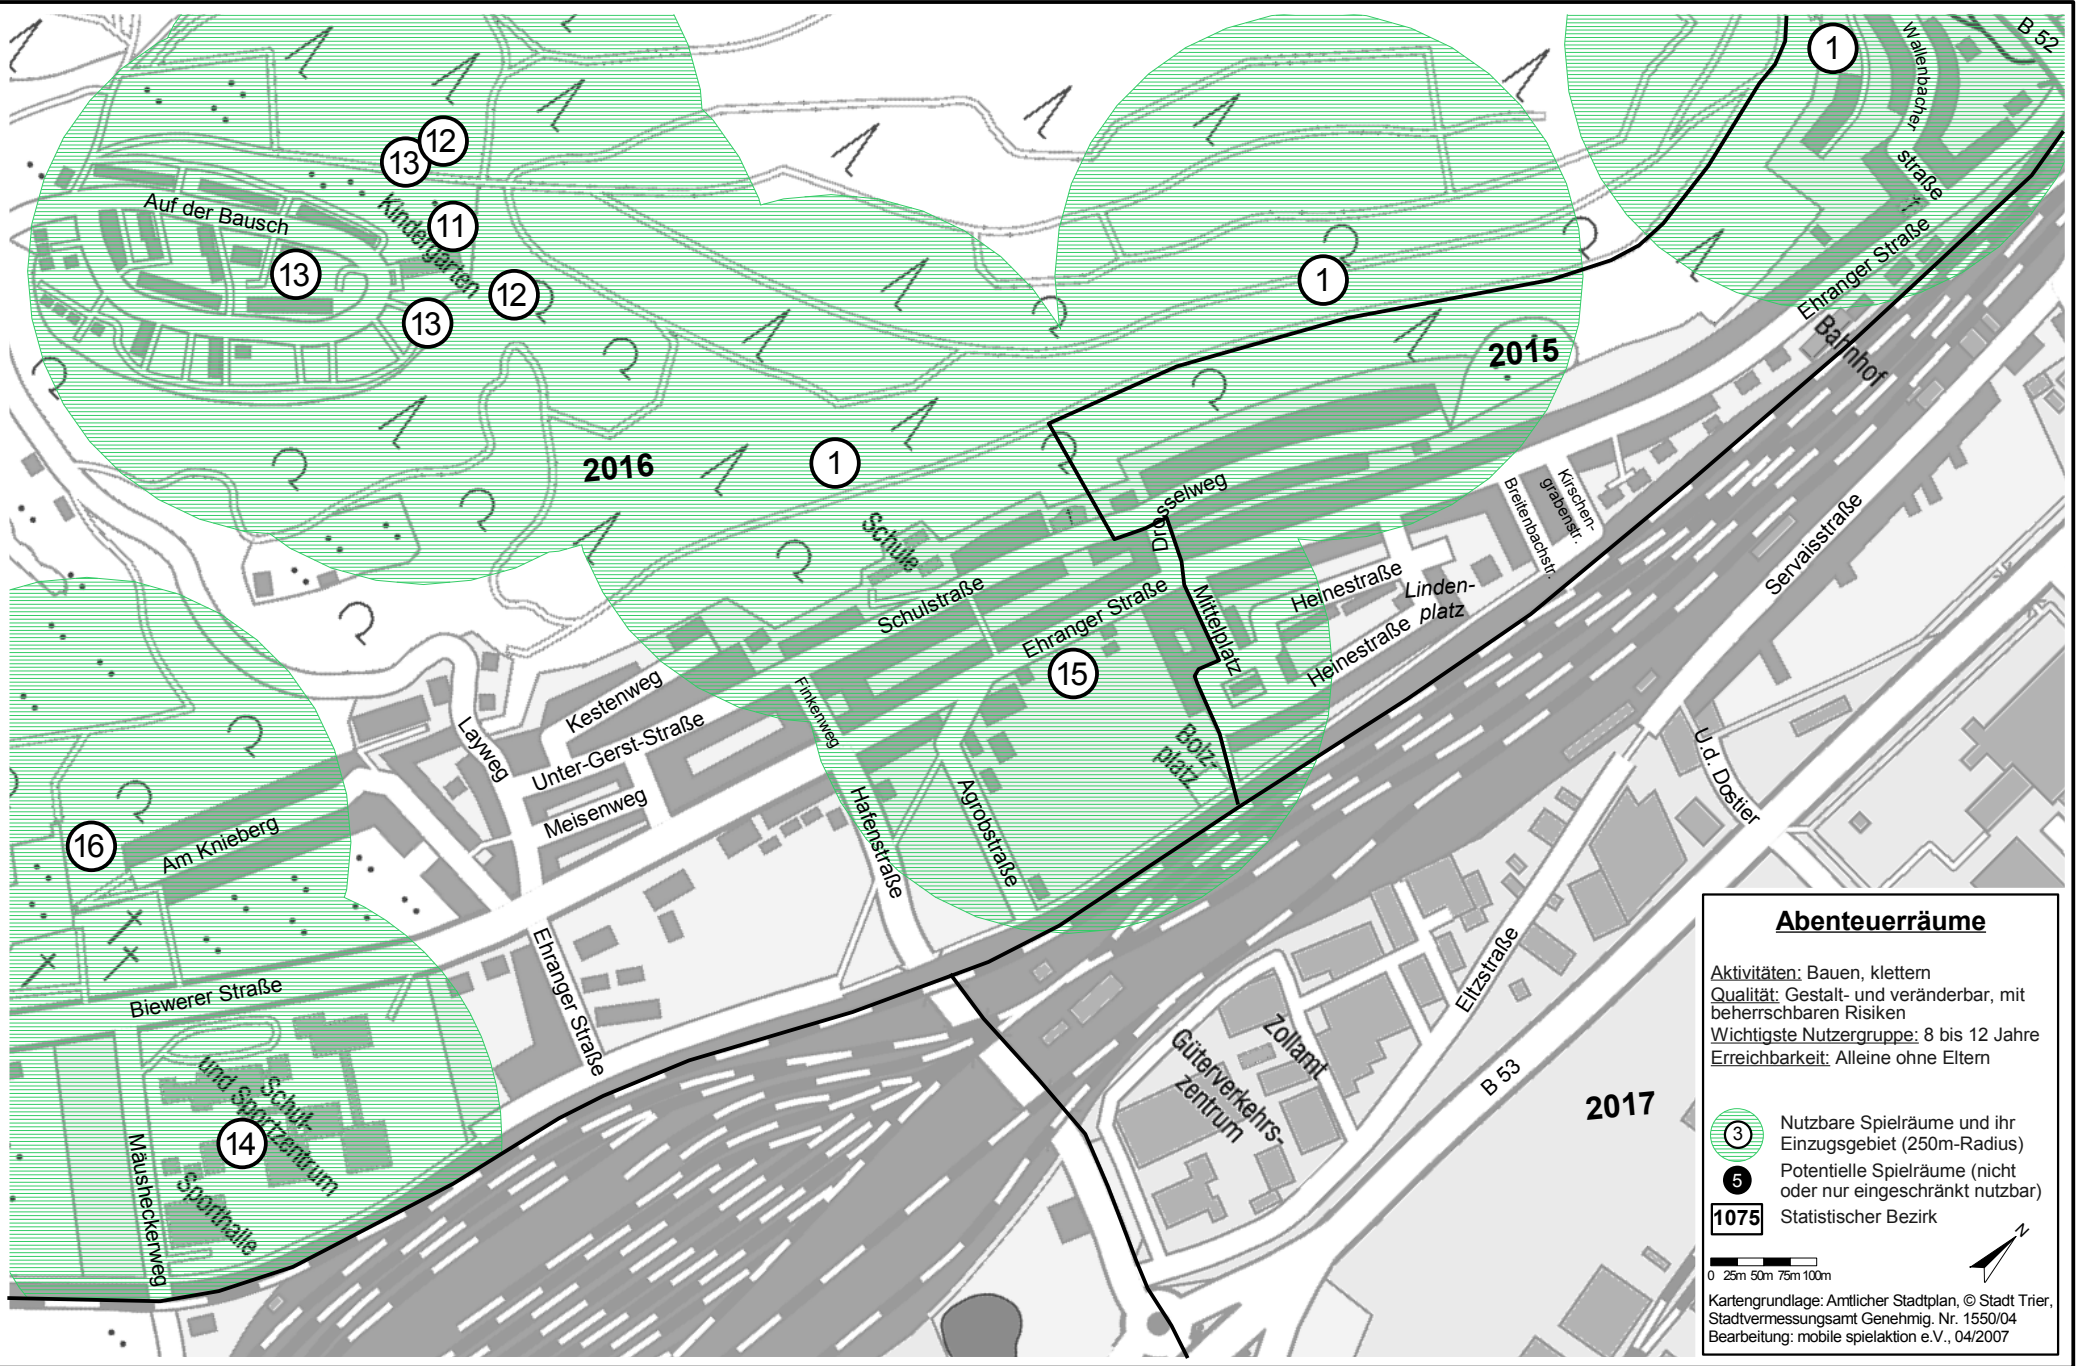 1
Wallenbacher
straße
B 52
12
13
Kindergarten
Auf der Bausch
11
13
12
13
1
Ehranger Straße
Bahnhof
2015
2016
1
Schule
Drosselweg
Breitenbachstr.
Kirschen-
grabenstr.
Servaisstraße
Schulstraße
Ehranger Straße
Mittelplatz
Heinestraße
Linden-
platz
Heinestraße
15
Kestenweg
Finkenweg
Layweg
Unter-Gerst-Straße
Bolz-
platz
U.d. Dostier
Meisenweg
Hafenstraße
Agrobstraße
16
Am Knieberg
Biewerer Straße
Ehranger Straße
Eltzstraße
Zollamt
Güterverkehrs-
zentrum
B 53
2017
Schul-
und Sportzentrum
14
Sporthalle
Mäusheckerweg
Abenteuerräume
Aktivitäten: Bauen, klettern
Qualität: Gestalt- und veränderbar, mit
beherrschbaren Risiken
Wichtigste Nutzergruppe: 8 bis 12 Jahre
Erreichbarkeit: Alleine ohne Eltern
3
Nutzbare Spielräume und ihr
Einzugsgebiet (250m-Radius)
5
Potentielle Spielräume (nicht
oder nur eingeschränkt nutzbar)
1075
Statistischer Bezirk
N
0 25m 50m 75m 100m
Kartengrundlage: Amtlicher Stadtplan, © Stadt Trier,
Stadtvermessungsamt Genehmig. Nr. 1550/04
Bearbeitung: mobile spielaktion e.V., 04/2007